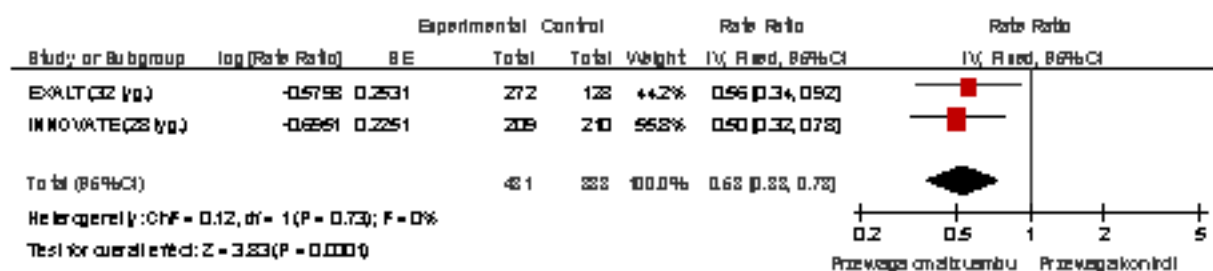 Experimental Control Rate Ratio Rate Ratio
Study or Subgroup log[Rate Ratio] SE Total Total Weight IV, Fixed, 95% CI IV, Fixed, 95% CI
EXALT (32 tyg.) -0.5798 0.2531 272 128 44.2% 0.56 [0.34, 0.92]
INNOVATE (28 tyg.) 0.2251 209 210 55.8% 0.50 [0.32, 0.78]
Total (95% CI) 481 338 100.0% 0.53 [0.38, 0.73]
Heterogeneity: Chi² = 0.12, df = 1 (P = 0.73); I² = 0%
Test for overall effect: Z = 3.83 (P = 0.0001)
0.2 0.5 1 2 5
Przewaga omalizumabu Przewaga kontroli